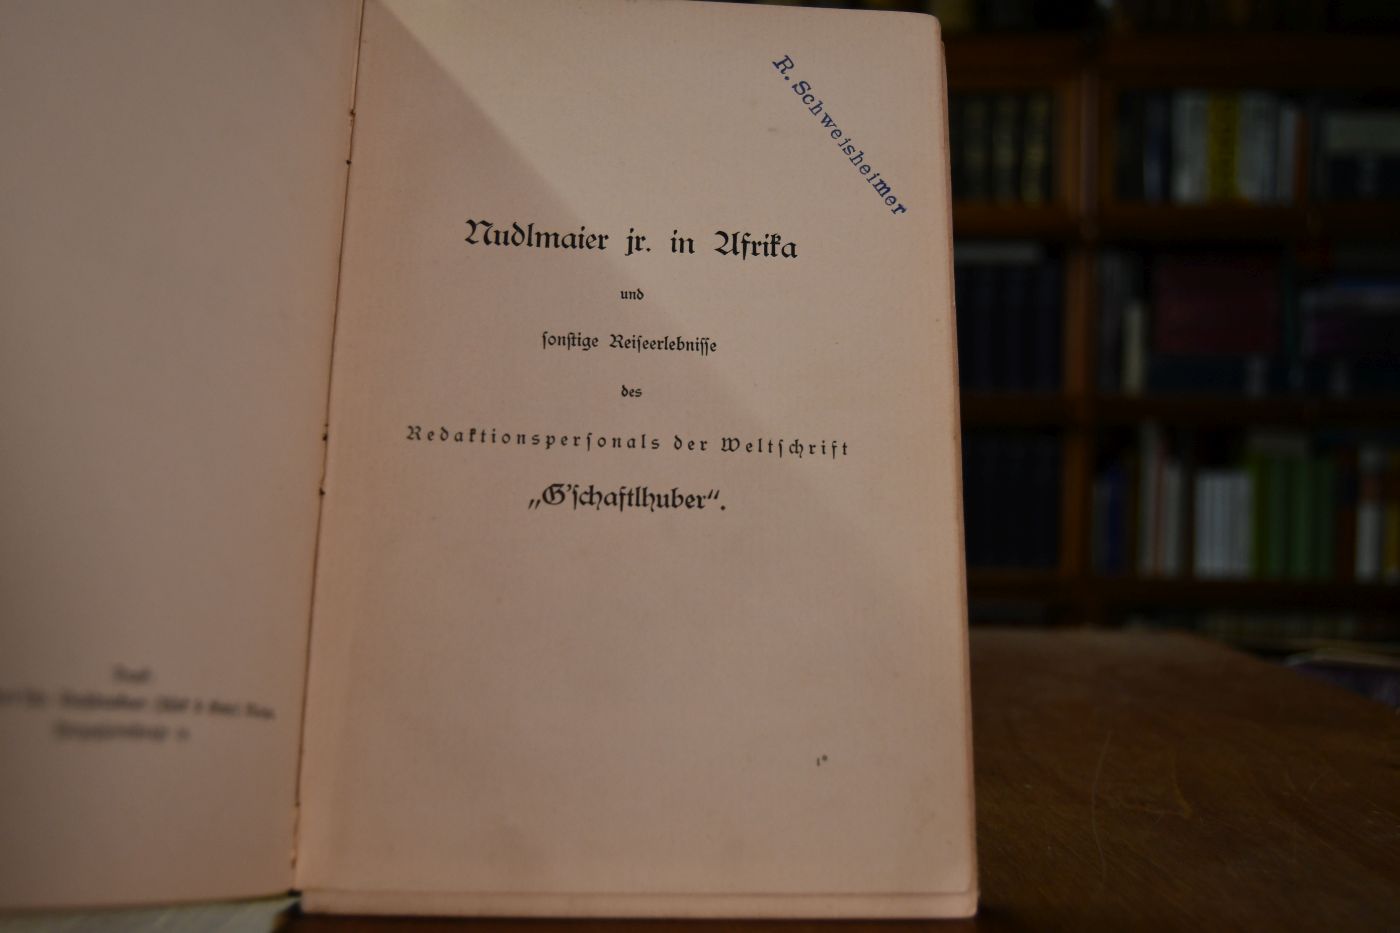 R. Schweisheimer
Nudlmaier jr. in Afrika
und
ſonſtige Reiſeerlebniſſe
des
Redaktionsperſonals der Weltſchrift
„G'ſchaftlhuber“.
1*